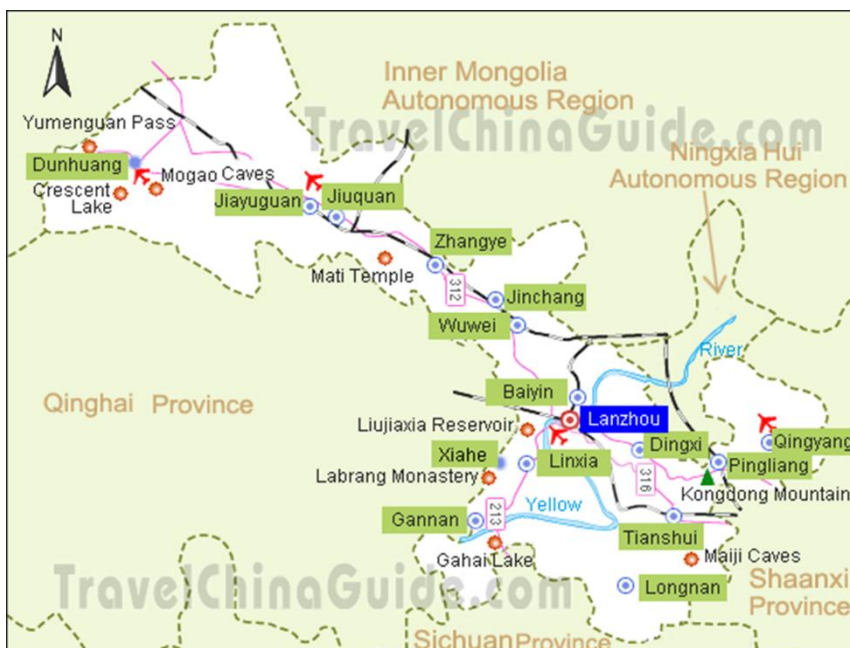 N
Inner Mongolia
Autonomous Region
TravelChinaGuide.com
Yumenguan Pass
Dunhuang
Mogao Caves
Crescent
Lake
Jiayuguan
Jiuquan
Ningxia Hui
Autonomous Region
Zhangye
Mati Temple
312
Jinchang
Wuwei
River
Qinghai Province
Baiyin
Liujiaxia Reservoir
Lanzhou
Dingxi
Qingyang
Xiahe
Linxia
Pingliang
Labrang Monastery
316
Kongdong Mountain
Gannan
213
Yellow
Tianshui
Gahai Lake
Maiji Caves
TravelChinaGuide.com
Longnan
Shaanxi
Province
Sichuan Province